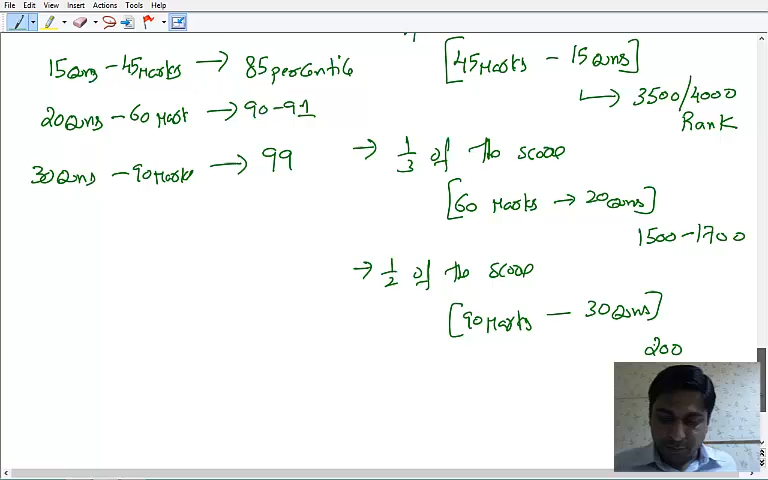 File Edit View Insert Actions Tools Help
15Qns - 45Marks → 85percentile
20Qns - 60 Mark → 90-91
30Qns - 90Marks → 99
[45Marks - 15Qns]
3500/4000
Rank
→ 1/3 of the scope
[60 Marks → 20Qns]
1500-1700
→ 1/2 of the scope
[90Marks - 30Qns]
200